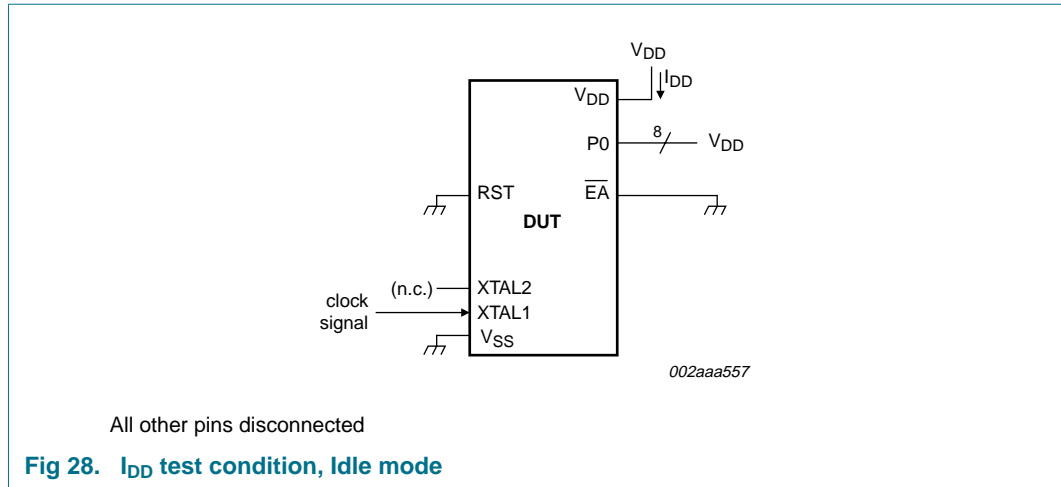 VDD
IDD
VDD
8
P0
VDD
RST
EA
DUT
(n.c.)
XTAL2
clock
signal
XTAL1
VSS
002aaa557
All other pins disconnected
Fig 28. IDD test condition, Idle mode